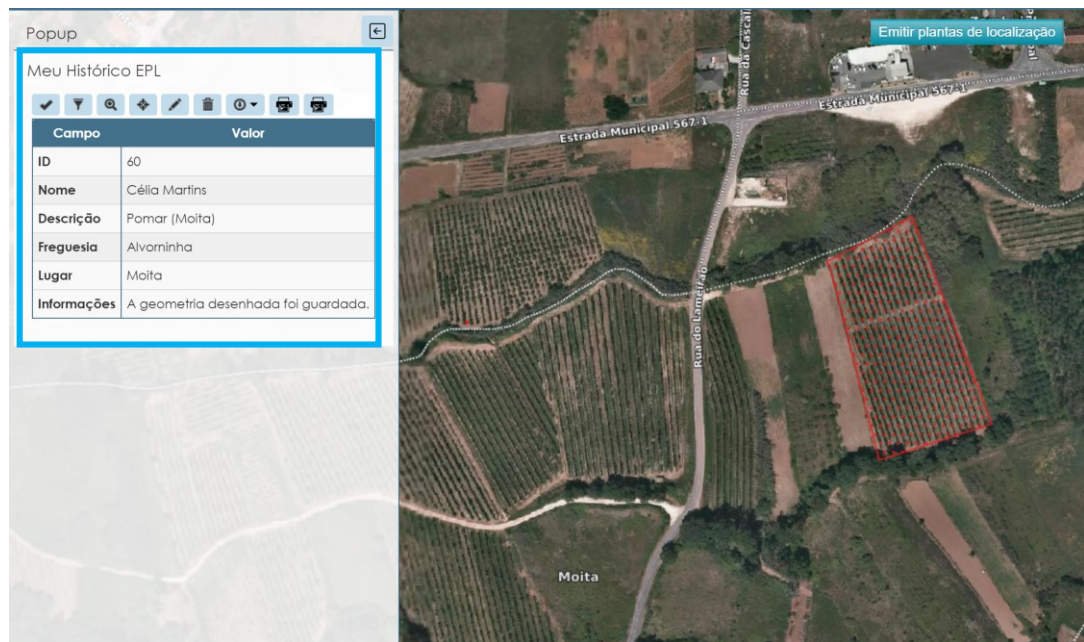 Popup
Meu Histórico EPL
Campo Valor
ID 60
Nome Célia Martins
Descrição Pomar (Moita)
Freguesia Alvorninha
Lugar Moita
Informações A geometria desenhada foi guardada.
Emitir plantas de localização
Rua da Cascal
Estrada Municipal 567-1
Estrada Municipal 567-1
Rua do Lameirão
Moita